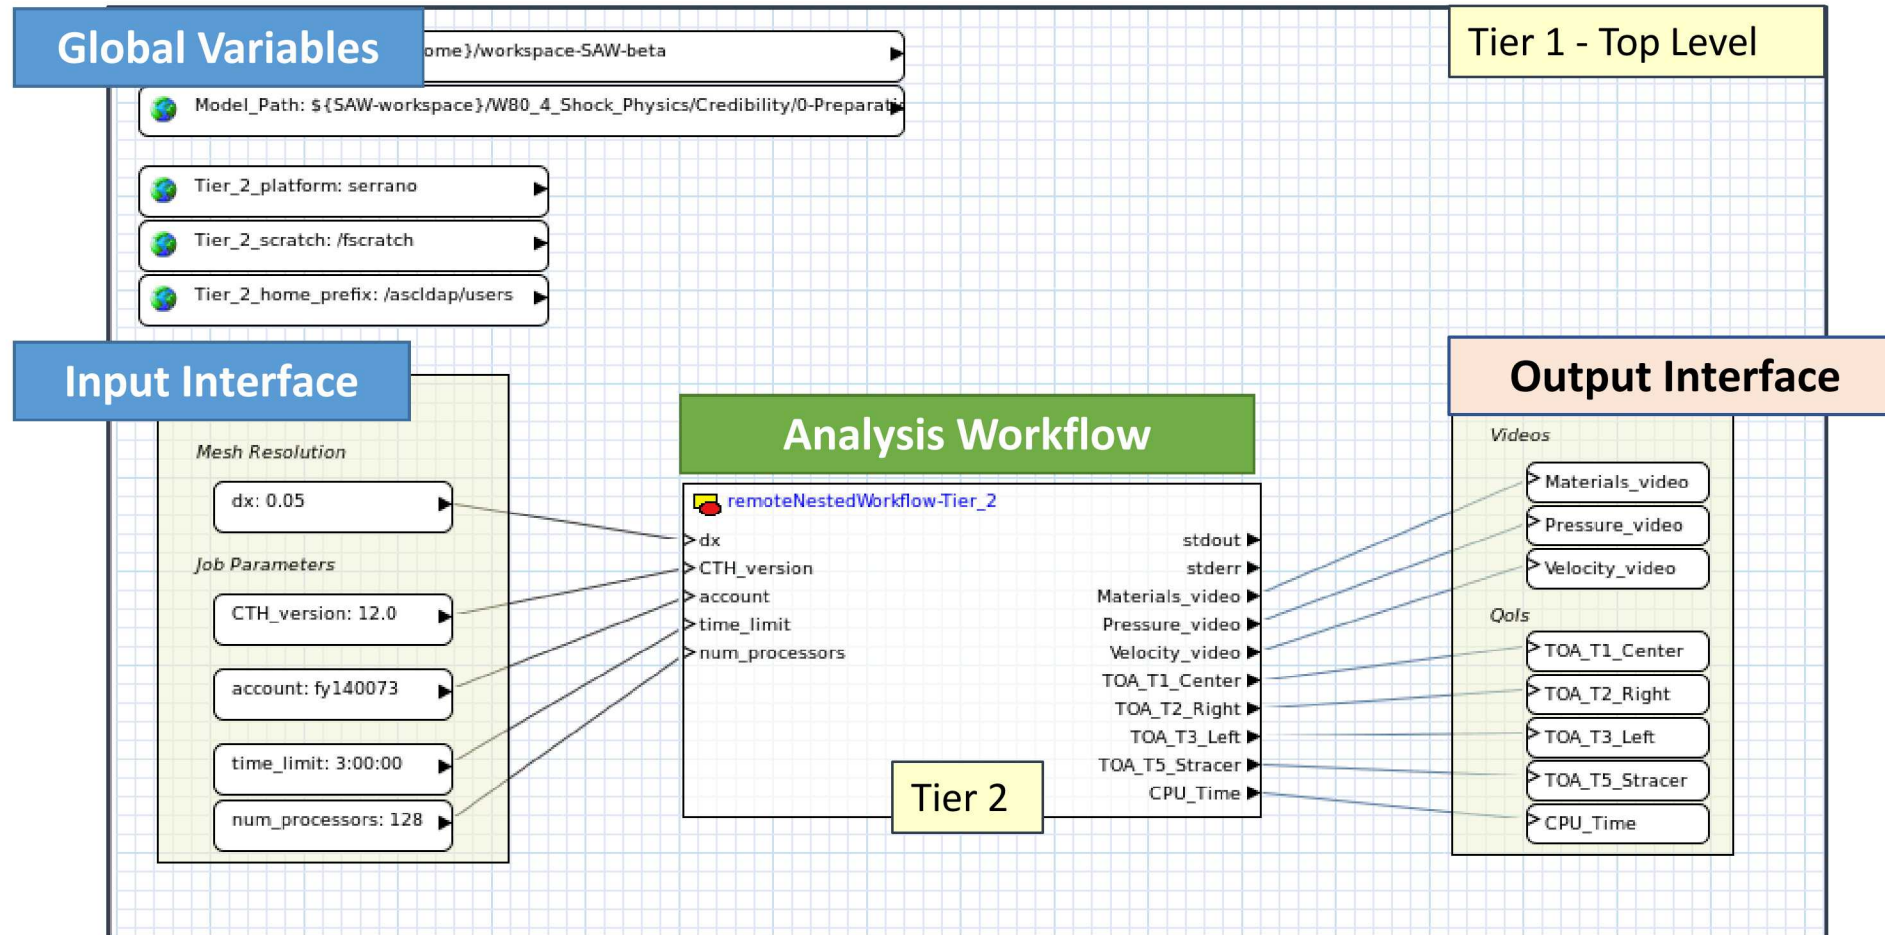 Global Variables
ome}/workspace-SAW-beta
Tier 1 - Top Level
Model_Path: ${SAW-workspace}/W80_4_Shock_Physics/Credibility/0-Preparati
Tier_2_platform: serrano
Tier_2_scratch: /fscratch
Tier_2_home_prefix: /ascldap/users
Input Interface
Mesh Resolution
dx: 0.05
Job Parameters
CTH_version: 12.0
account: fy140073
time_limit: 3:00:00
num_processors: 128
Analysis Workflow
remoteNestedWorkflow-Tier_2
dx
CTH_version
account
time_limit
num_processors
stdout
stderr
Materials_video
Pressure_video
Velocity_video
TOA_T1_Center
TOA_T2_Right
TOA_T3_Left
TOA_T5_Stracer
CPU_Time
Tier 2
Output Interface
Videos
Materials_video
Pressure_video
Velocity_video
QoIs
TOA_T1_Center
TOA_T2_Right
TOA_T3_Left
TOA_T5_Stracer
CPU_Time